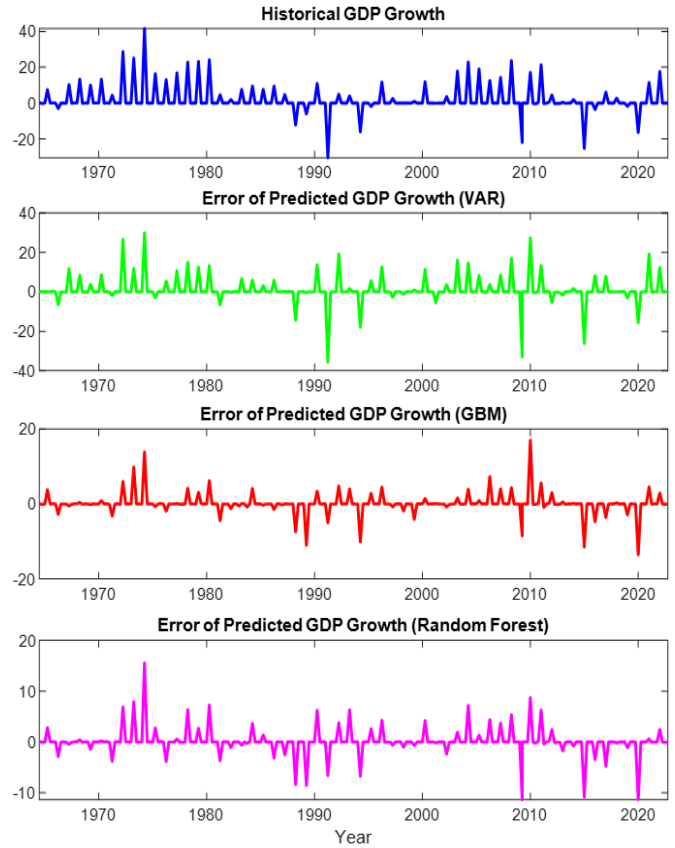 Historical GDP Growth
40
20
0
-20
1970 1980 1990 2000 2010 2020
Error of Predicted GDP Growth (VAR)
40
20
0
-20
-40
1970 1980 1990 2000 2010 2020
Error of Predicted GDP Growth (GBM)
20
0
-20
1970 1980 1990 2000 2010 2020
Error of Predicted GDP Growth (Random Forest)
20
10
0
-10
1970 1980 1990 2000 2010 2020
Year